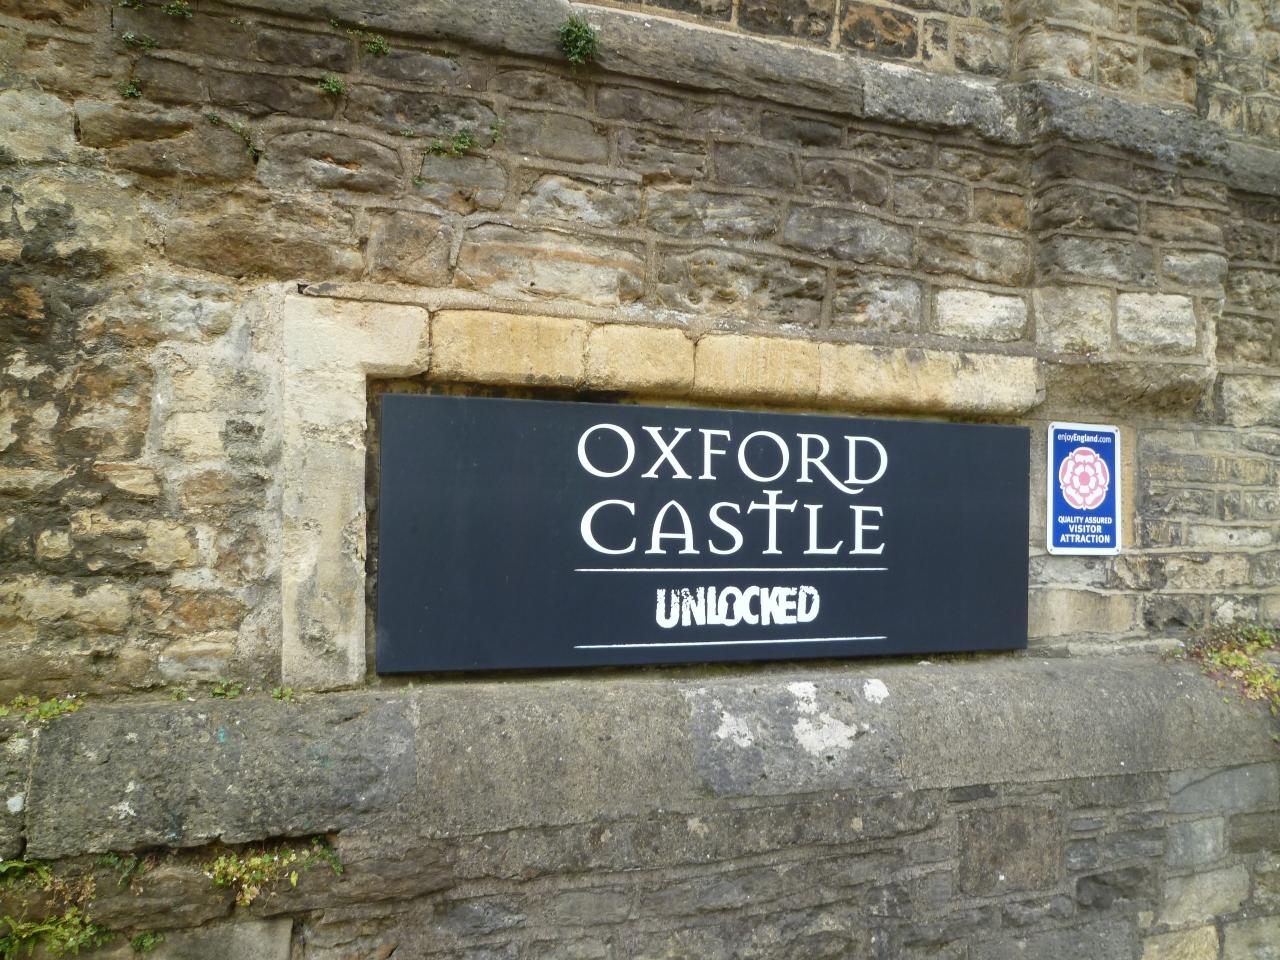 OXFORD
CASTLE
UNLOCKED
enjoyEngland.com
QUALITY ASSURED
VISITOR
ATTRACTION